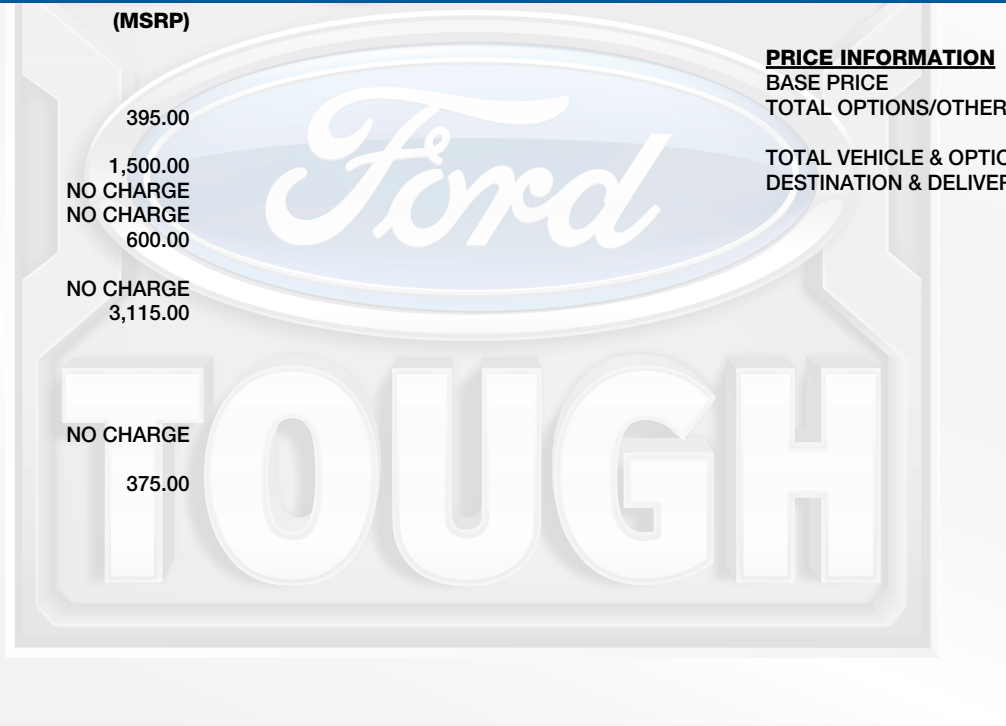 (MSRP)
395.00
1,500.00
NO CHARGE
NO CHARGE
600.00
NO CHARGE
3,115.00
NO CHARGE
375.00
PRICE INFORMATION
BASE PRICE
TOTAL OPTIONS/OTHER
TOTAL VEHICLE & OPTIO
DESTINATION & DELIVER
Ford
TOUGH